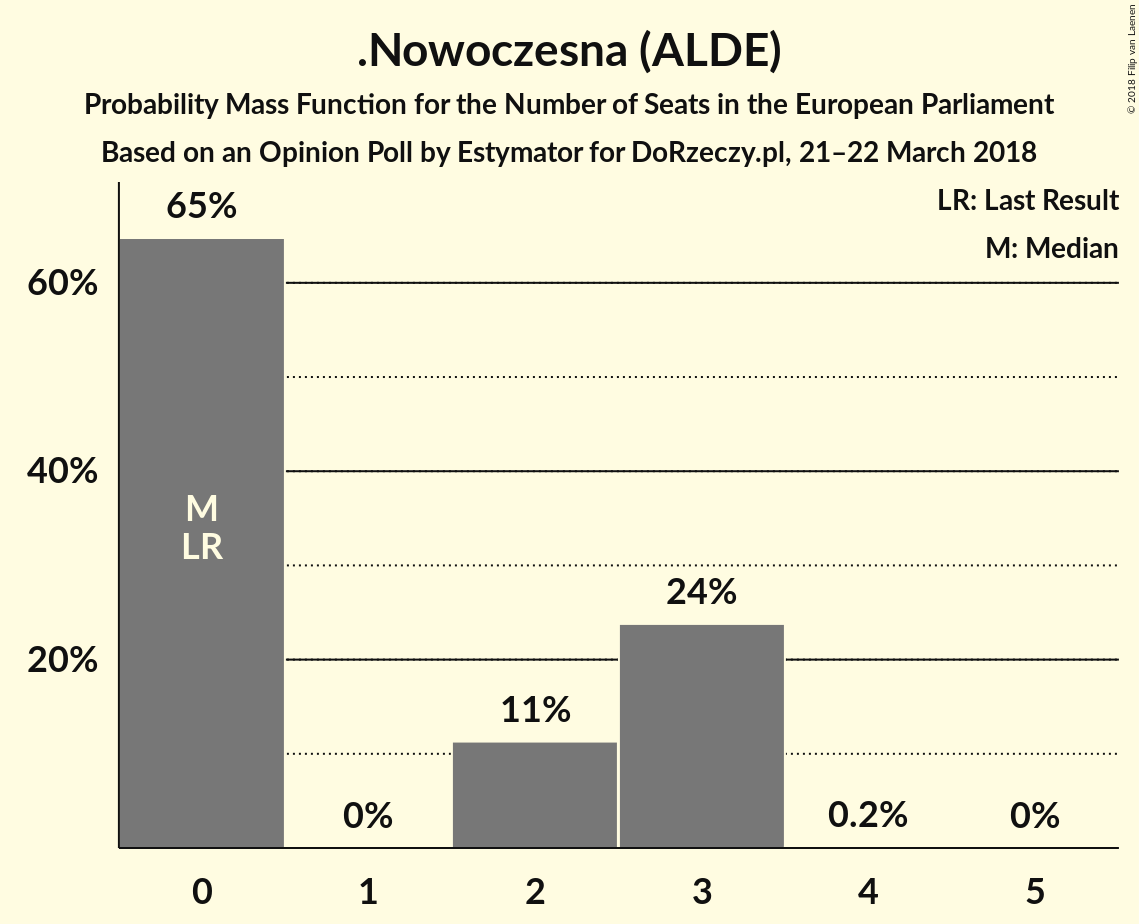 .Nowoczesna (ALDE)
Probability Mass Function for the Number of Seats in the European Parliament
Based on an Opinion Poll by Estymator for DoRzeczy.pl, 21–22 March 2018
© 2018 Filip van Laenen
LR: Last Result
M: Median
65%
60%
40%
20%
M
LR
0%
11%
24%
0.2%
0%
0 1 2 3 4 5